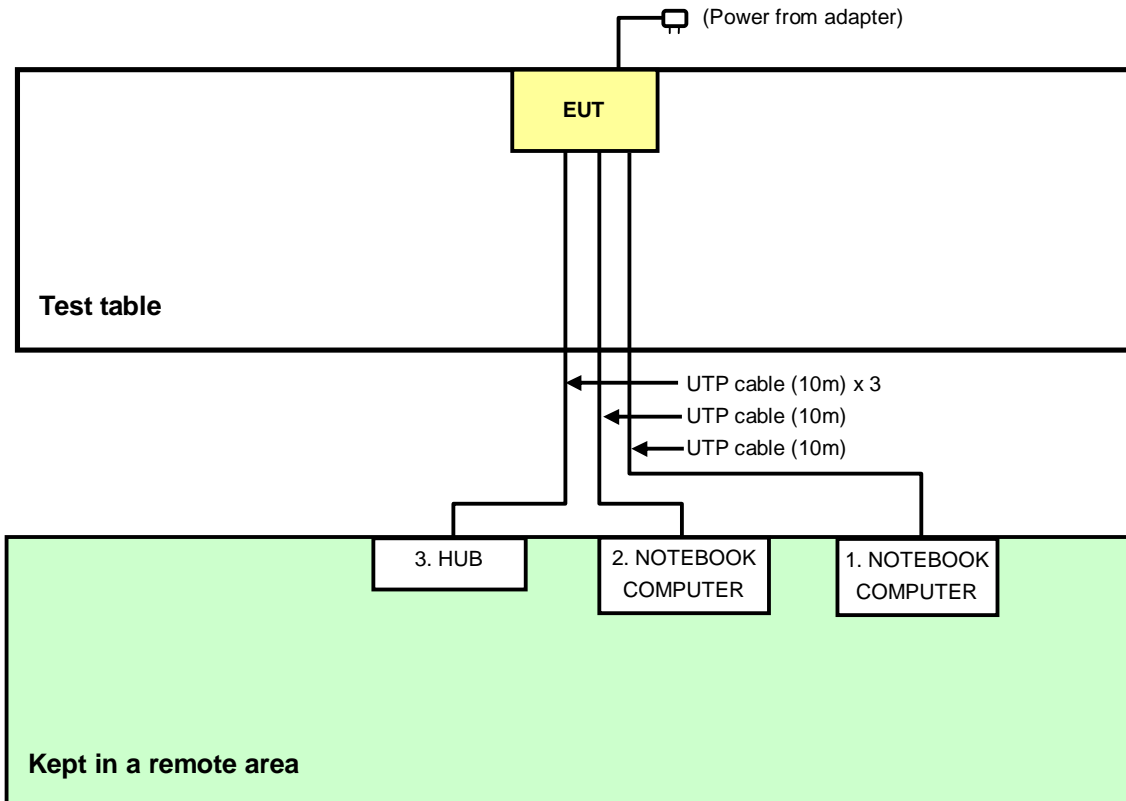 (Power from adapter)
EUT
Test table
UTP cable (10m) x 3
UTP cable (10m)
UTP cable (10m)
3. HUB
2. NOTEBOOK
COMPUTER
1. NOTEBOOK
COMPUTER
Kept in a remote area